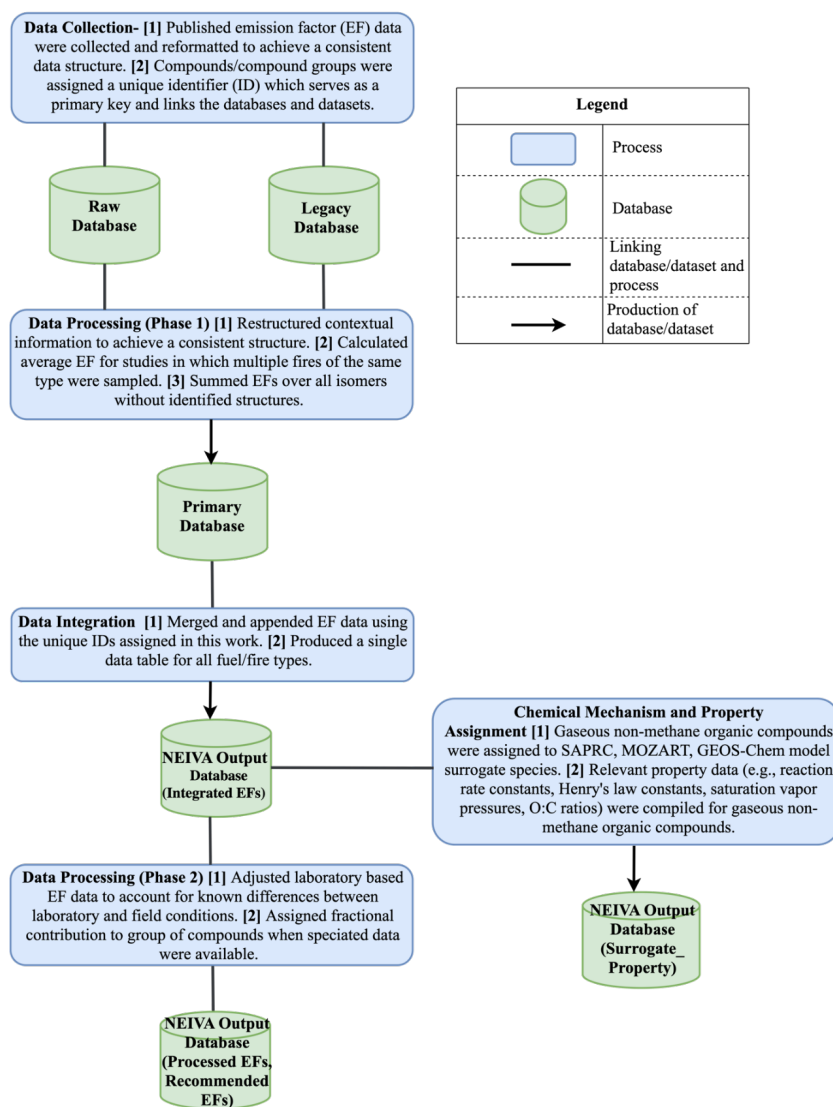 Data Collection- [1] Published emission factor (EF) data
were collected and reformatted to achieve a consistent
data structure. [2] Compounds/compound groups were
assigned a unique identifier (ID) which serves as a
primary key and links the databases and datasets.
Legend
Process
Database
Linking
database/dataset and
process
Production of
database/dataset
Raw
Database
Legacy
Database
Data Processing (Phase 1) [1] Restructured contextual
information to achieve a consistent structure. [2] Calculated
average EF for studies in which multiple fires of the same
type were sampled. [3] Summed EFs over all isomers
without identified structures.
Primary
Database
Data Integration [1] Merged and appended EF data using
the unique IDs assigned in this work. [2] Produced a single
data table for all fuel/fire types.
NEIVA Output
Database
(Integrated EFs)
Chemical Mechanism and Property
Assignment [1] Gaseous non-methane organic compounds
were assigned to SAPRC, MOZART, GEOS-Chem model
surrogate species. [2] Relevant property data (e.g., reaction
rate constants, Henry's law constants, saturation vapor
pressures, O:C ratios) were compiled for gaseous non-
methane organic compounds.
Data Processing (Phase 2) [1] Adjusted laboratory based
EF data to account for known differences between
laboratory and field conditions. [2] Assigned fractional
contribution to group of compounds when speciated data
were available.
NEIVA Output
Database
(Surrogate_
Property)
NEIVA Output
Database
(Processed EFs,
Recommended
EFs)